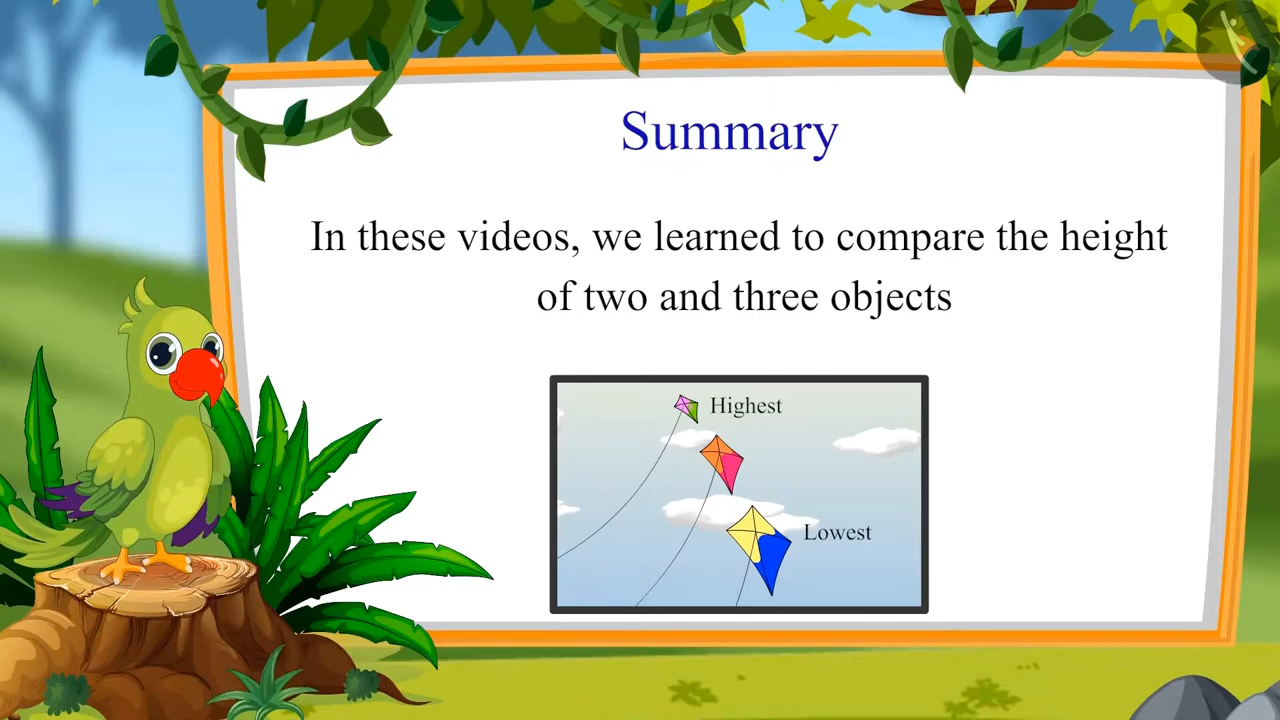 Summary
In these videos, we learned to compare the height
of two and three objects
Highest
Lowest